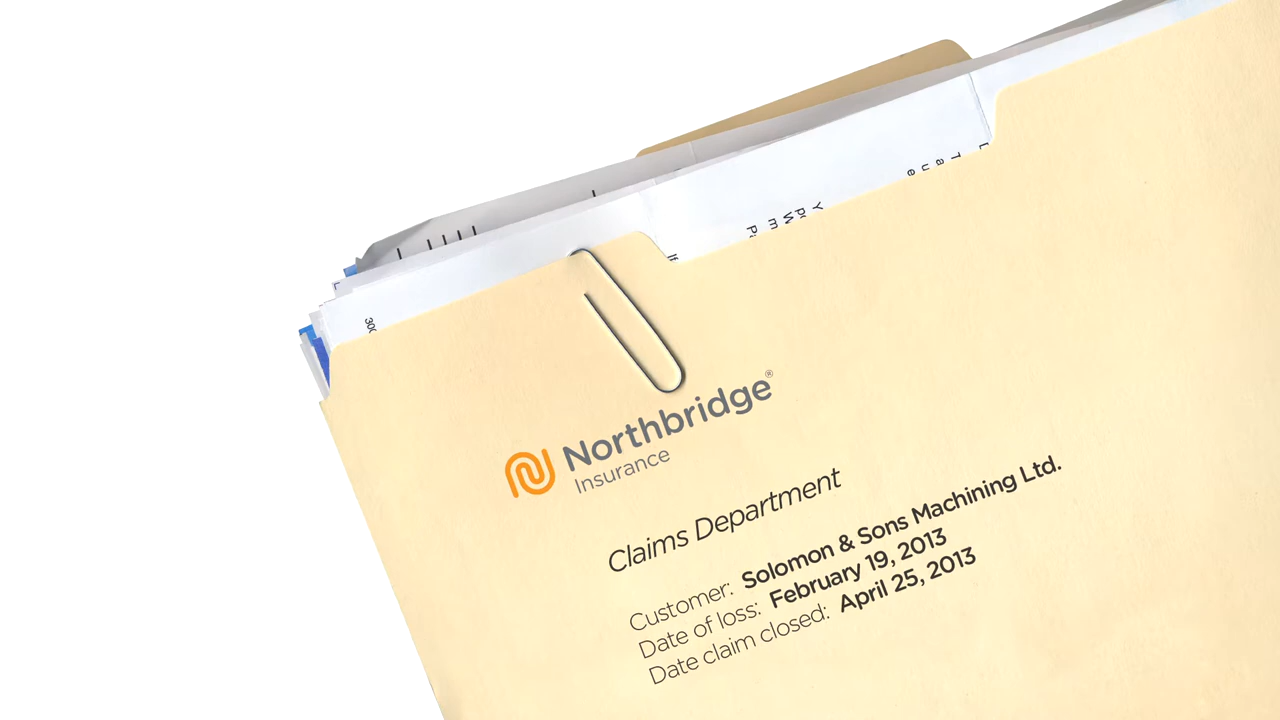 Northbridge®
Insurance
Claims Department
Customer: Solomon & Sons Machining Ltd.
Date of loss: February 19, 2013
Date claim closed: April 25, 2013